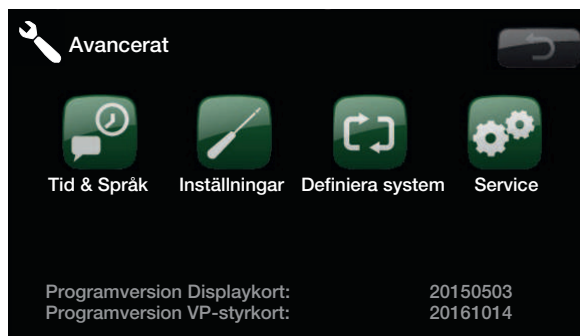 Avancerat
Tid & Språk Inställningar Definiera system Service
Programversion Displaykort: 20150503
Programversion VP-styrkort: 20161014